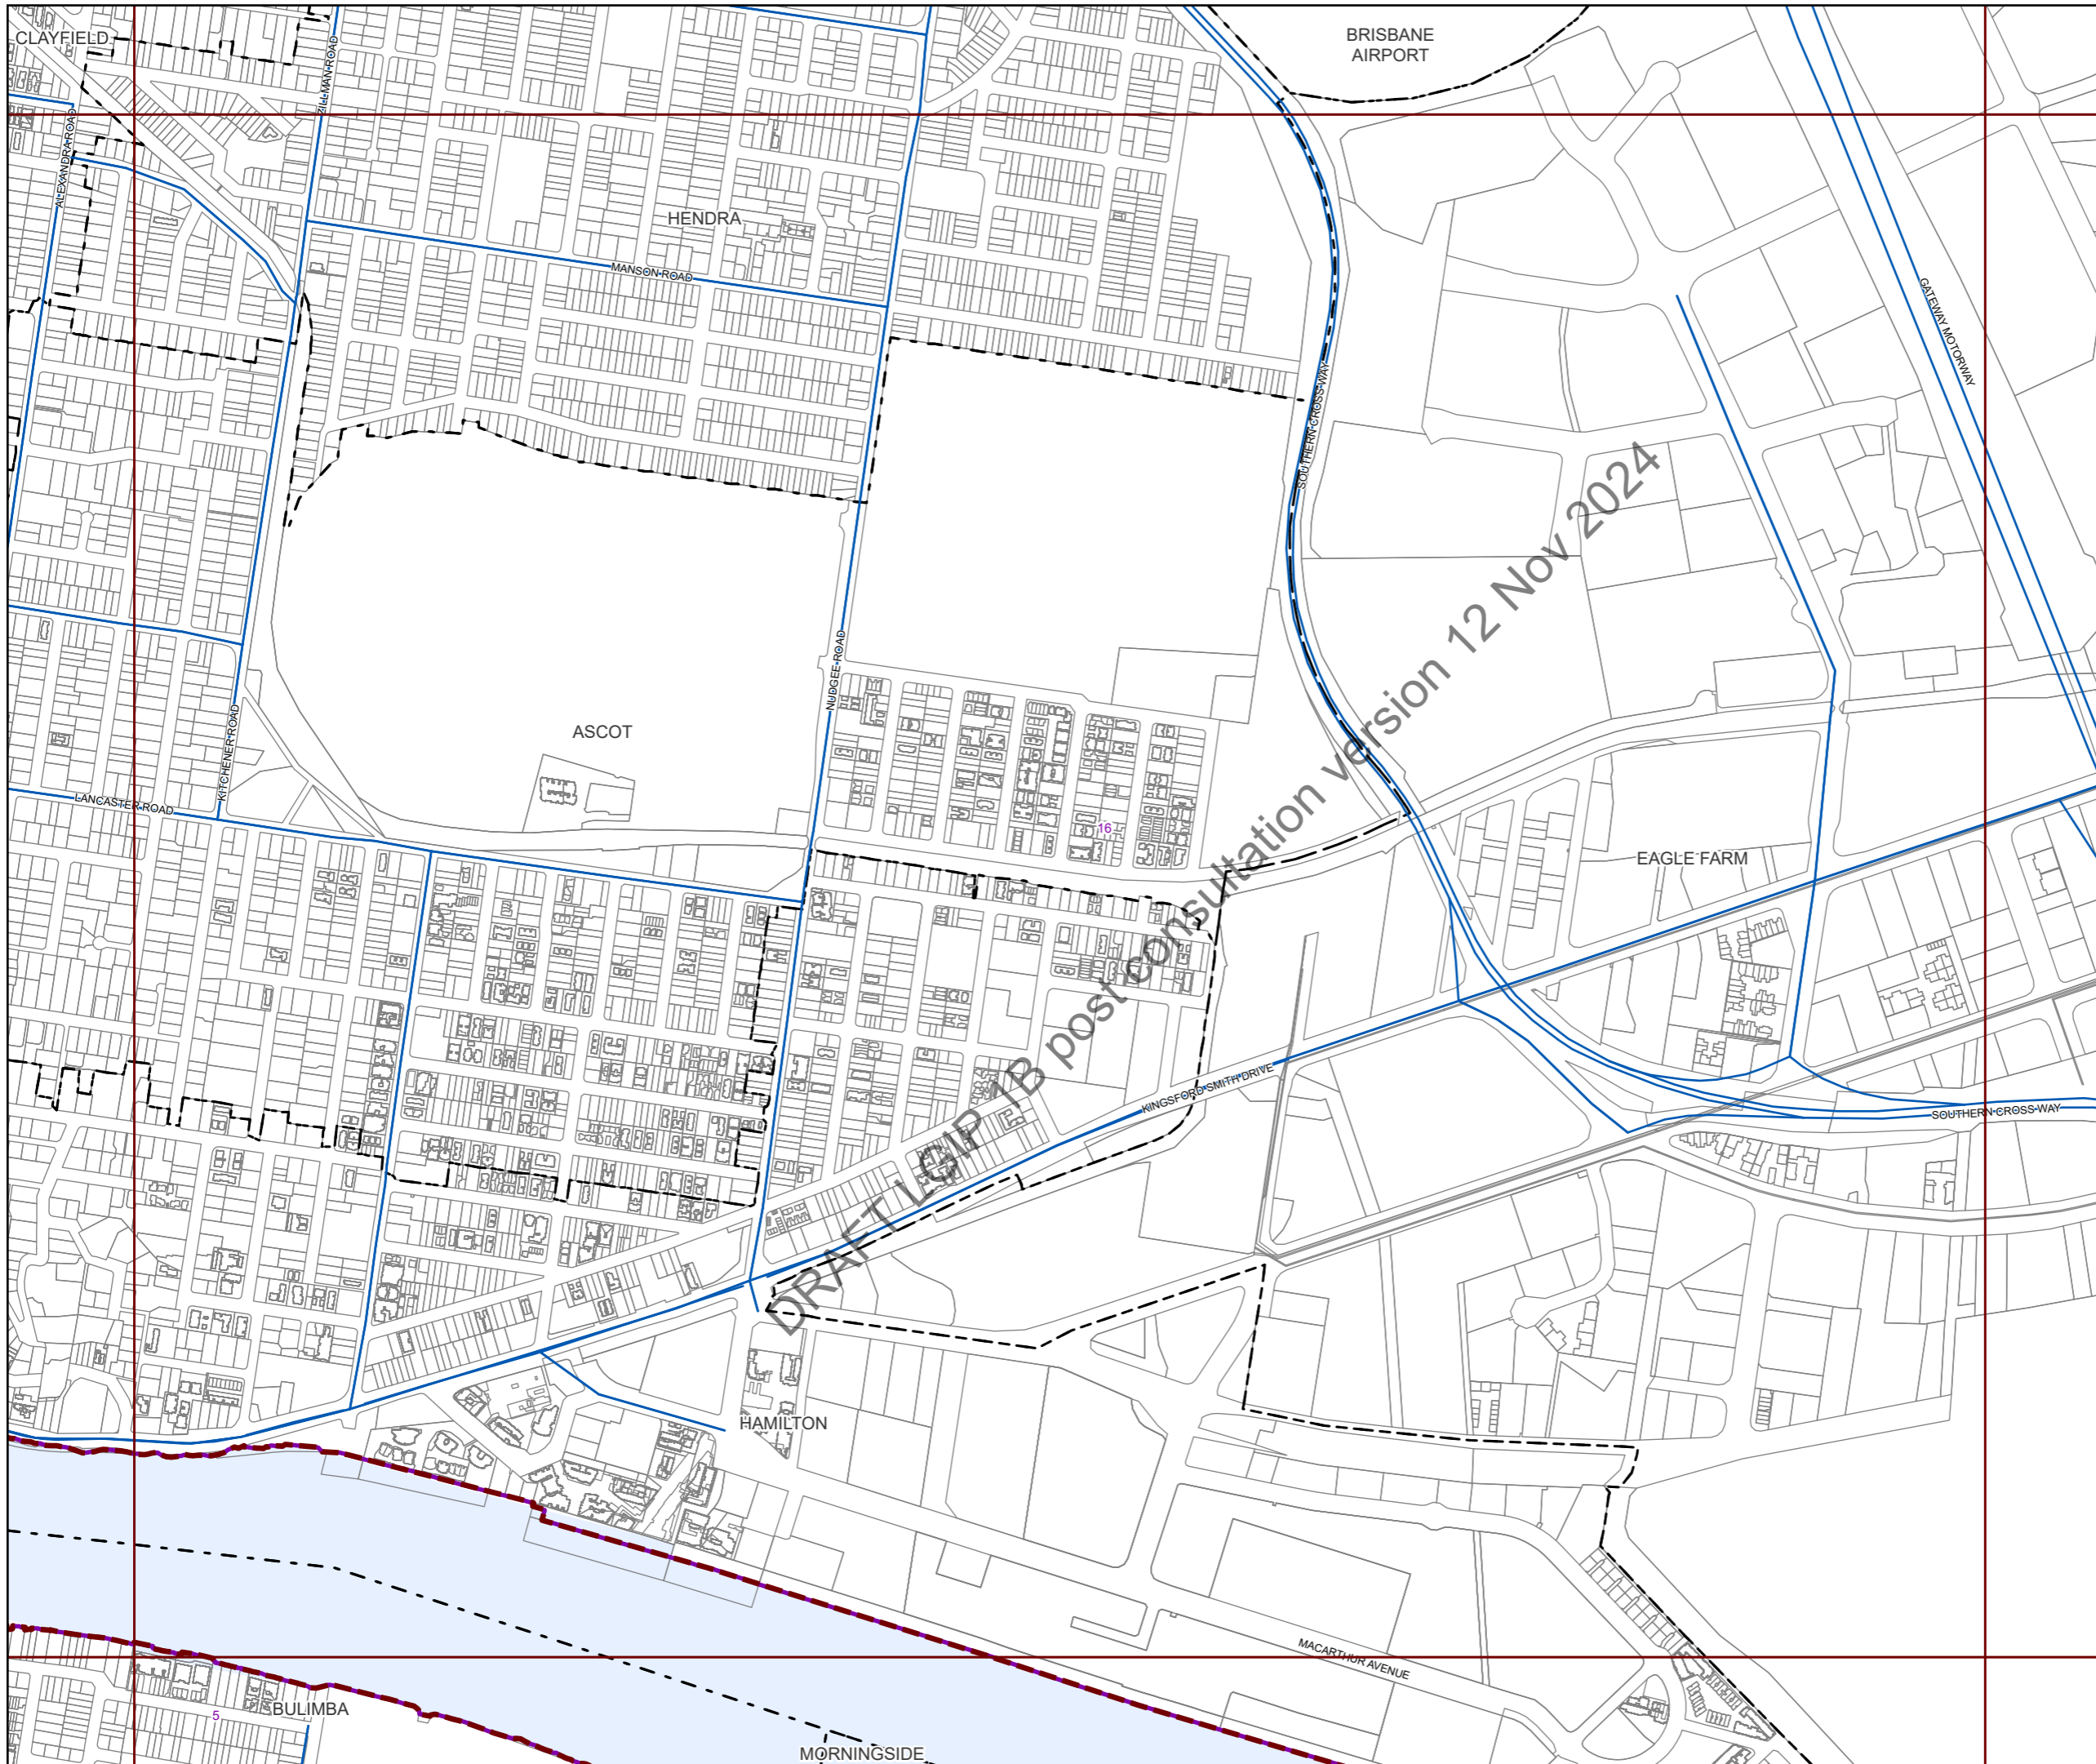 CLAYFIELD
BRISBANE
AIRPORT
ZILLMAN ROAD
ALEXANDRA ROAD
HENDRA
MANSON ROAD
GATEWAY MOTORWAY
SOUTHERN CROSS WAY
NUDGEE ROAD
KITCHENER ROAD
ASCOT
LANCASTER ROAD
16
EAGLE FARM
KINGSFORD SMITH DRIVE
SOUTHERN CROSS WAY
DRAFT LGIP 1B post consultation version 12 Nov 2024
HAMILTON
MACARTHUR AVENUE
BULIMBA
5
MORNINGSIDE